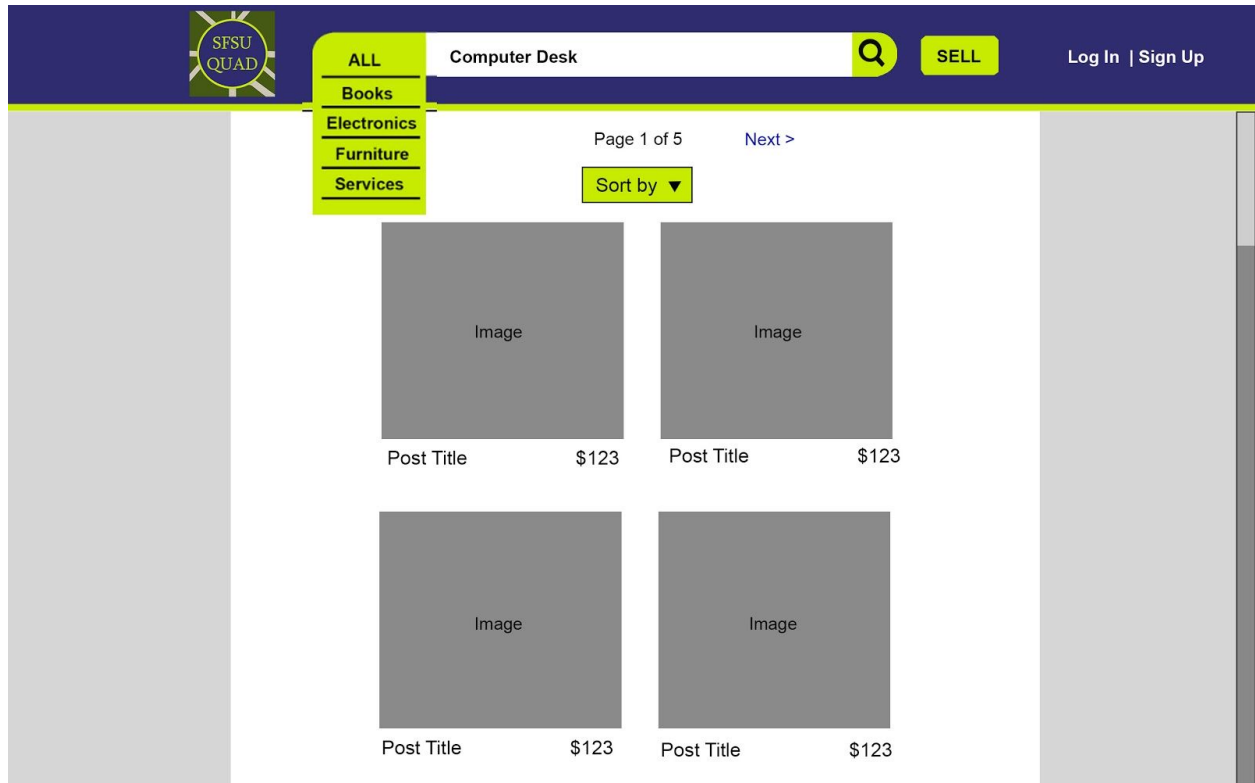 SFSU
QUAD
ALL
Computer Desk
SELL
Log In | Sign Up
Books
Electronics
Furniture
Services
Page 1 of 5
Next >
Sort by ▼
Image
Image
Post Title $123
Post Title $123
Image
Image
Post Title $123
Post Title $123